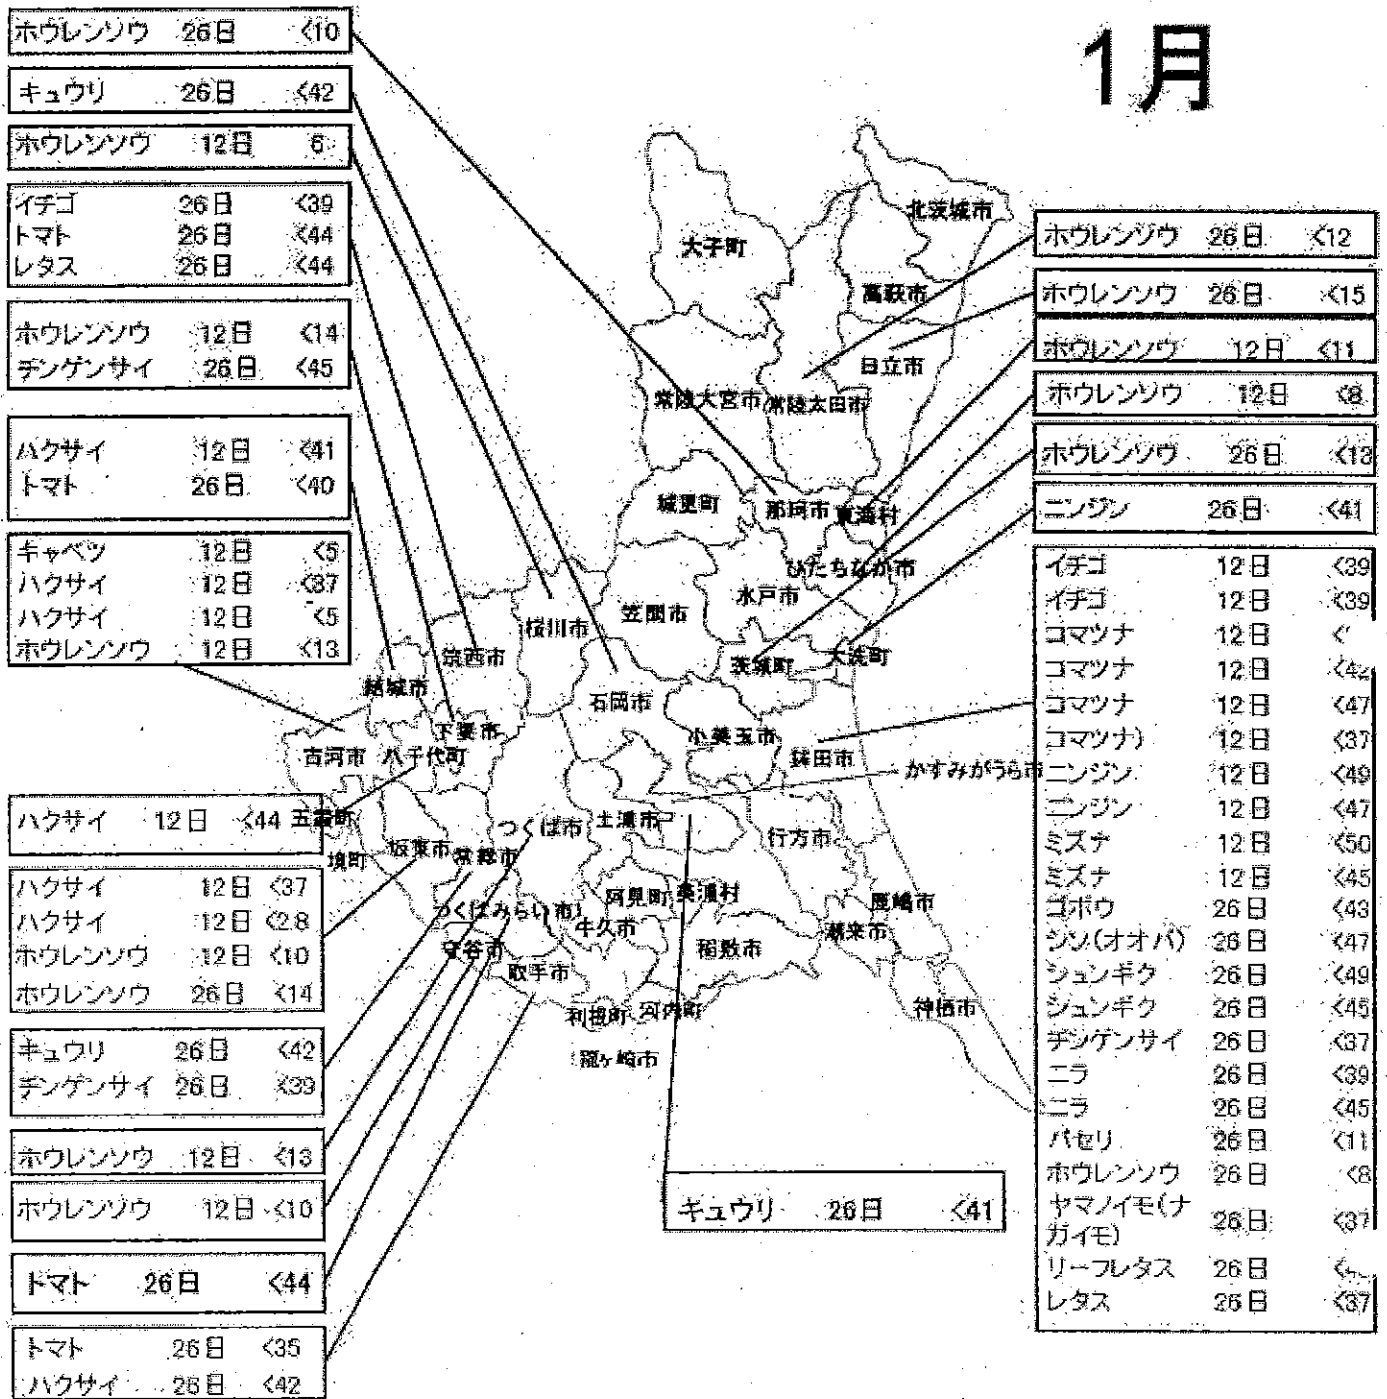 1月
ホウレンソウ 26日 <10
キュウリ 26日 <42
ホウレンソウ 12日 6
イチゴ 26日 <39
トマト 26日 <44
レタス 26日 <44
ホウレンソウ 12日 <14
チンゲンサイ 26日 <45
ハクサイ 12日 <41
トマト 26日 <40
キャベツ 12日 <5
ハクサイ 12日 <37
ハクサイ 12日 <5
ホウレンソウ 12日 <13
ハクサイ 12日 <44
ハクサイ 12日 <37
ハクサイ 12日 <2.8
ホウレンソウ 12日 <10
ホウレンソウ 26日 <14
キュウリ 26日 <42
チンゲンサイ 26日 <39
ホウレンソウ 12日 <13
ホウレンソウ 12日 <10
トマト 26日 <44
トマト 26日 <35
ハクサイ 26日 <42
北茨城市
大子町
高萩市
日立市
常陸大宮市
常陸太田市
城里町
那珂市
東海村
ひたちなか市
水戸市
笠間市
桜川市
筑西市
茨城町
大洗町
結城市
石岡市
下妻市
小美玉市
鉾田市
古河市
八千代町
かすみがうら市
五霞町
つくば市
土浦市
行方市
境町
坂東市
常総市
阿見町
美浦村
鹿嶋市
つくばみらい市
牛久市
潮来市
守谷市
稲敷市
取手市
利根町
河内町
神栖市
龍ヶ崎市
キュウリ 26日 <41
ホウレンソウ 26日 <12
ホウレンソウ 26日 <15
ホウレンソウ 12日 <11
ホウレンソウ 12日 <8
ホウレンソウ 26日 <13
ニンジン 26日 <41
イチゴ 12日 <39
イチゴ 12日 <39
コマツナ 12日
コマツナ 12日 <42
コマツナ 12日 <47
コマツナ) 12日 <37
ニンジン 12日 <49
ニンジン 12日 <47
ミズナ 12日 <50
ミズナ 12日 <45
ゴボウ 26日 <43
シソ(オオバ) 26日 <47
シュンギク 26日 <49
シュンギク 26日 <45
チンゲンサイ 26日 <37
ニラ 26日 <39
ニラ 26日 <45
パセリ 26日 <11
ホウレンソウ 26日 <8
ヤマノイモ(ナ
ガイモ) 26日 <37
リーフレタス 26日
レタス 26日 <37